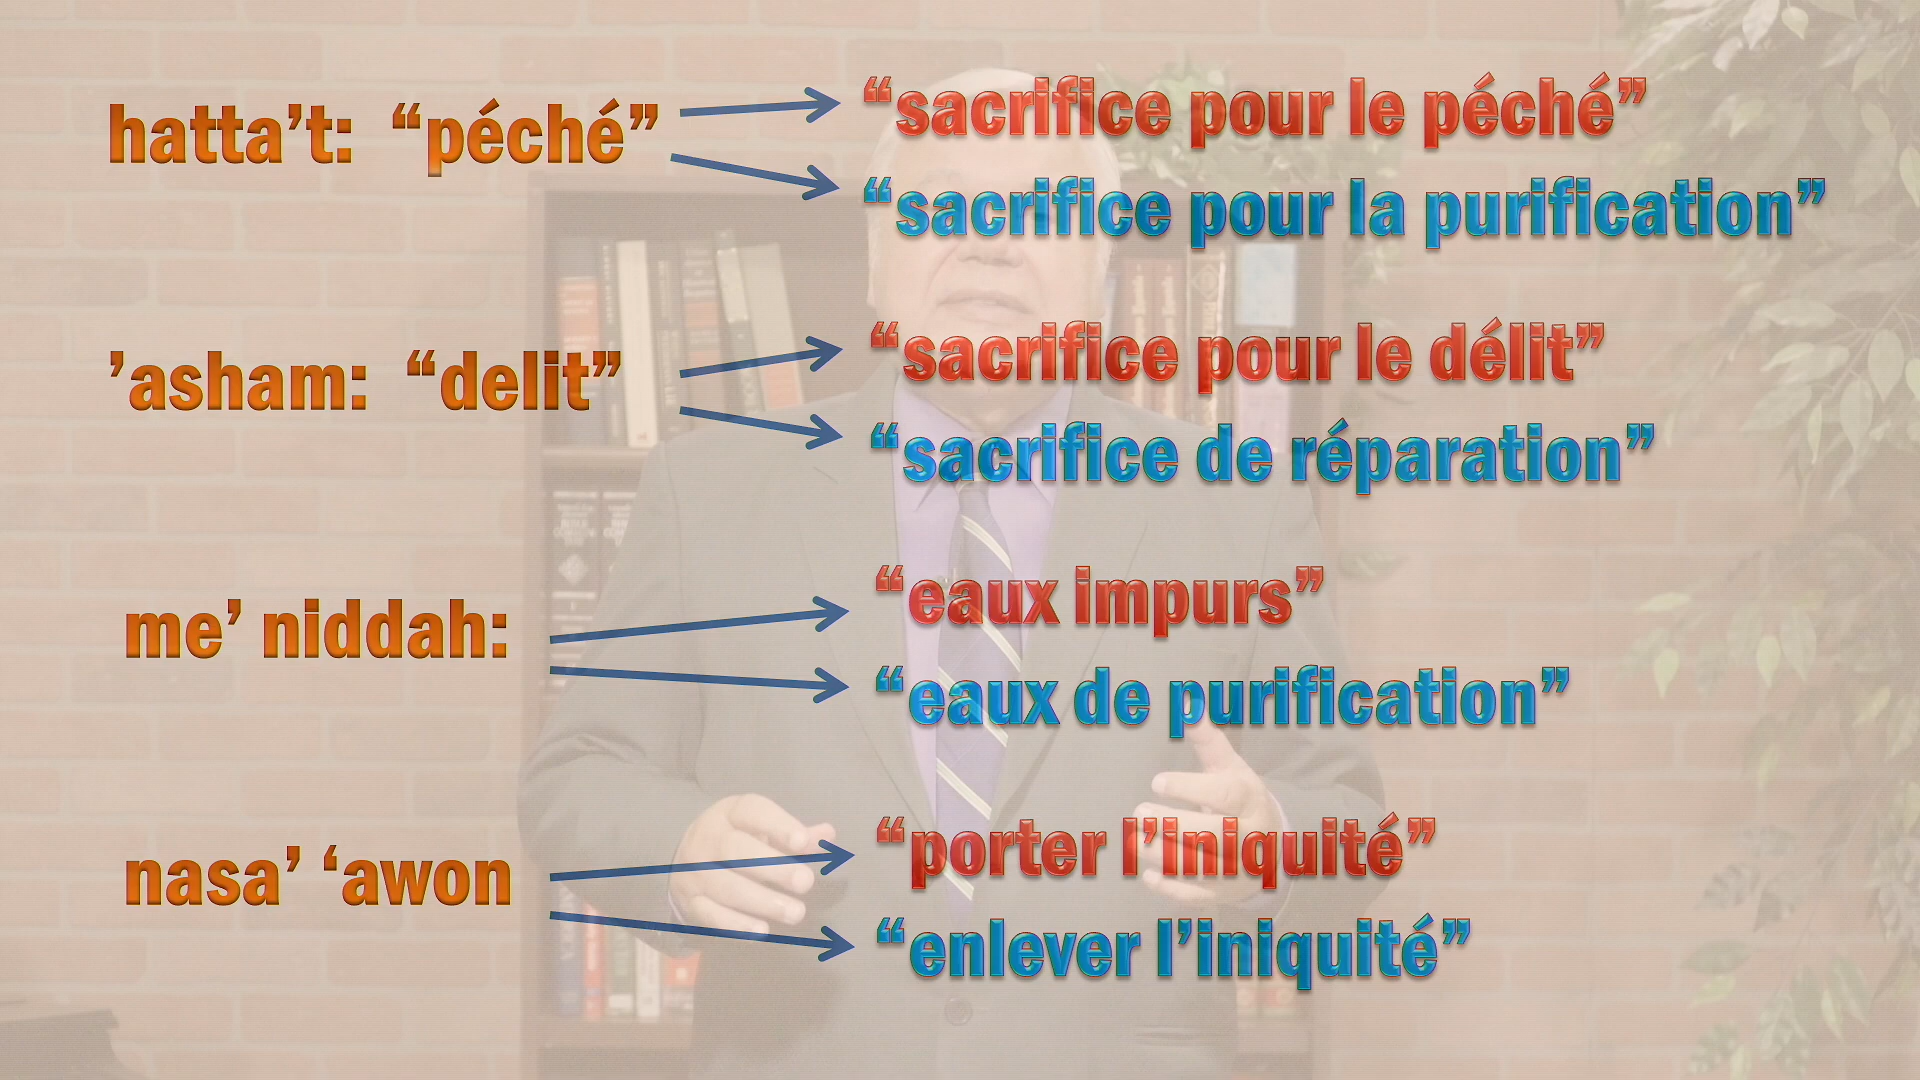 hatta’t: “péché”
“sacrifice pour le péché”
“sacrifice pour la purification”
’asham: “delit”
“sacrifice pour le délit”
“sacrifice de réparation”
me’ niddah:
“eaux impurs”
“eaux de purification”
nasa’ ‘awon
“porter l’iniquité”
“enlever l’iniquité”